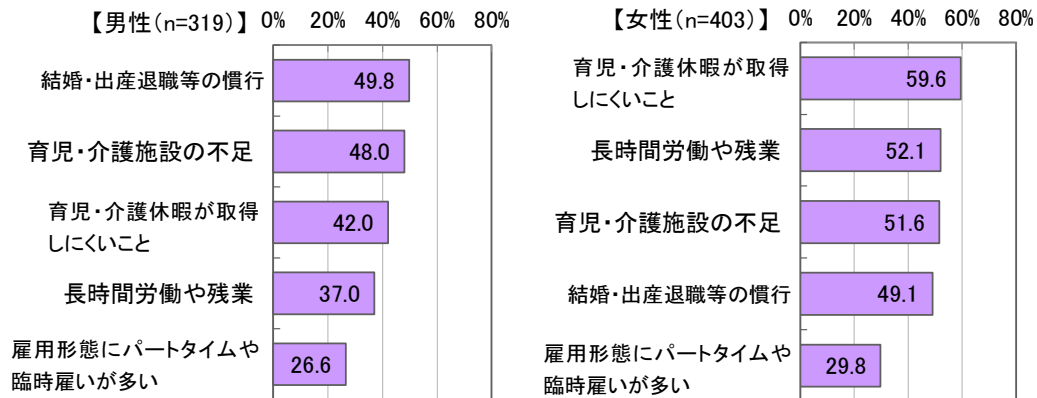 【男性(n=319)】 0% 20% 40% 60% 80%
結婚・出産退職等の慣行 49.8
育児・介護施設の不足 48.0
育児・介護休暇が取得
しにくいこと 42.0
長時間労働や残業 37.0
雇用形態にパートタイムや
臨時雇いが多い 26.6
【女性(n=403)】 0% 20% 40% 60% 80%
育児・介護休暇が取得
しにくいこと 59.6
長時間労働や残業 52.1
育児・介護施設の不足 51.6
結婚・出産退職等の慣行 49.1
雇用形態にパートタイムや
臨時雇いが多い 29.8